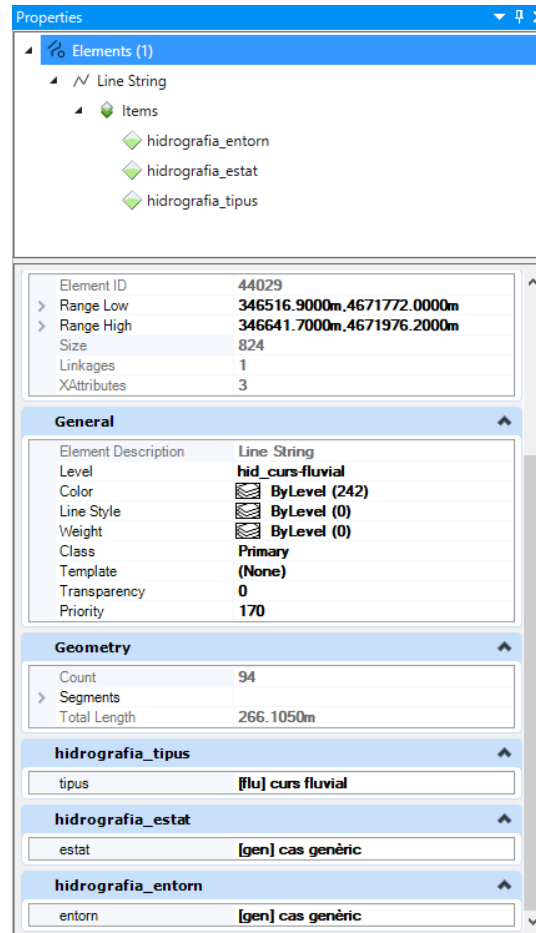 Properties
Elements (1)
Line String
Items
hidrografia_entorn
hidrografia_estat
hidrografia_tipus
Element ID 44029
Range Low 346516.9000m,4671772.0000m
Range High 346641.7000m,4671976.2000m
Size 824
Linkages 1
XAttributes 3
General
Element Description Line String
Level hid_curs-fluvial
Color ByLevel (242)
Line Style ByLevel (0)
Weight ByLevel (0)
Class Primary
Template (None)
Transparency 0
Priority 170
Geometry
Count 94
Segments
Total Length 266.1050m
hidrografia_tipus
tipus [flu] curs fluvial
hidrografia_estat
estat [gen] cas genèric
hidrografia_entorn
entorn [gen] cas genèric